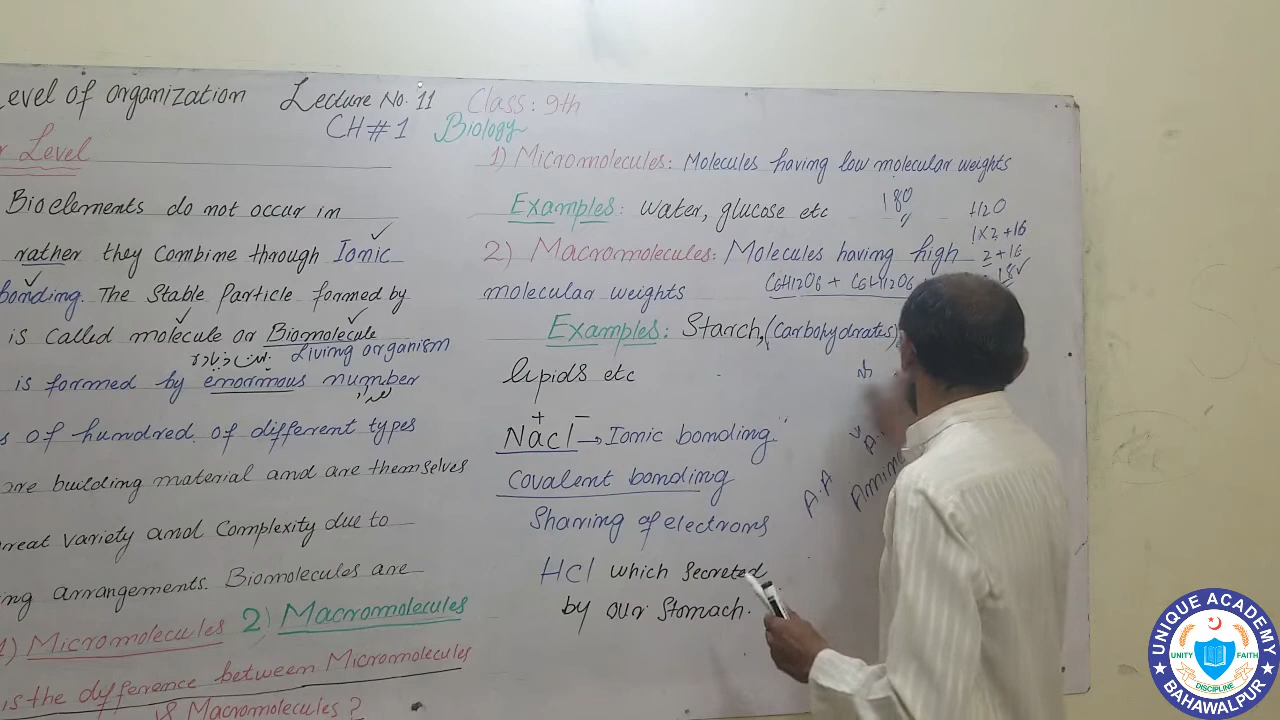 Level of organization Lecture No. 11 Class: 9th
CH # 1 Biology
Level
Bioelements do not occur in
rather they combine through Ionic
bonding. The Stable Particle formed by
is called molecule or Biomolecule
Living organism
is formed by enormous number
تعداد
s of hundred of different types
are building material and are themselves
Great variety and Complexity due to
ng arrangements. Biomolecules are
1) Micromolecules 2) Macromolecules
is the difference between Micromolecules
& Macromolecules?
1) Micromolecules: Molecules having low molecular weights
Examples: water, glucose etc 180
H2O
1x2+16
2+16
18
2) Macromolecules: Molecules having high
molecular weights C6H12O6 + C6H12O6
Examples: Starch, (Carbohydrates)
lipids etc
+ −
Nacl → Ionic bonding
Covalent bonding
Sharing of electrons
HCl which Secreted
by our Stomach.
A.A
UNIQUE ACADEMY
UNITY FAITH
DISCIPLINE
BAHAWALPUR